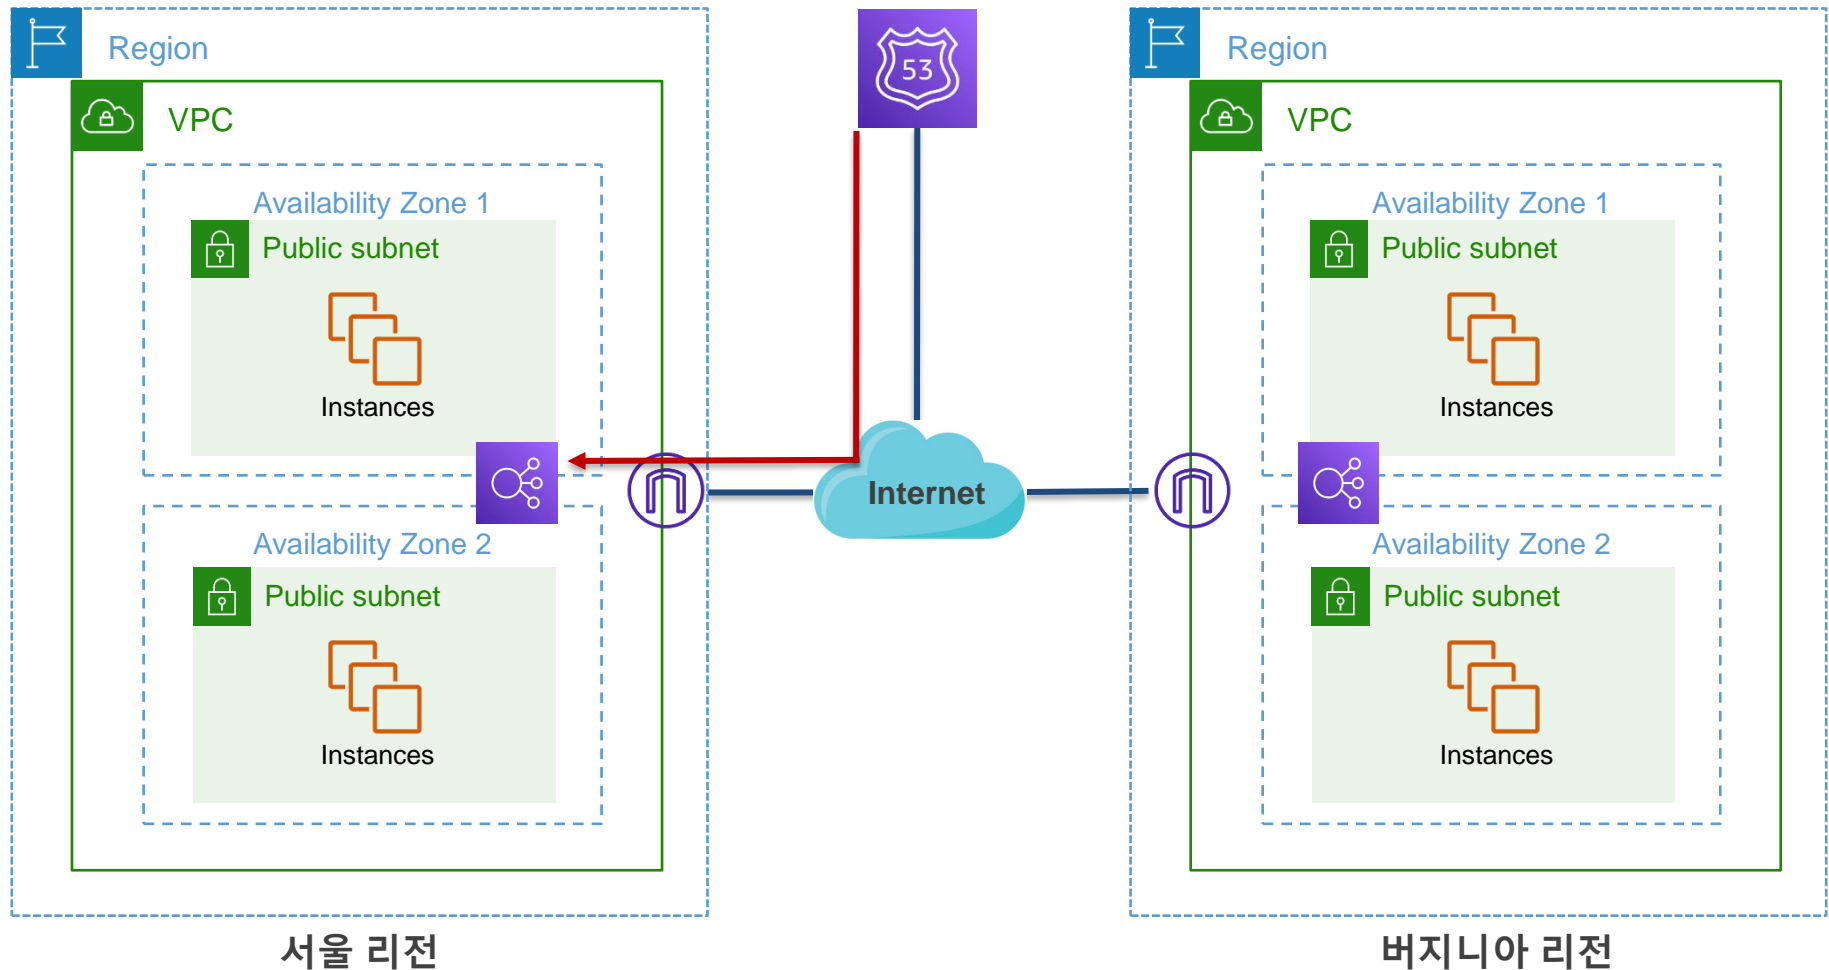 Region
VPC
Availability Zone 1
Public subnet
Instances
Availability Zone 2
Public subnet
Instances
서울 리전
53
Internet
Region
VPC
Availability Zone 1
Public subnet
Instances
Availability Zone 2
Public subnet
Instances
버지니아 리전